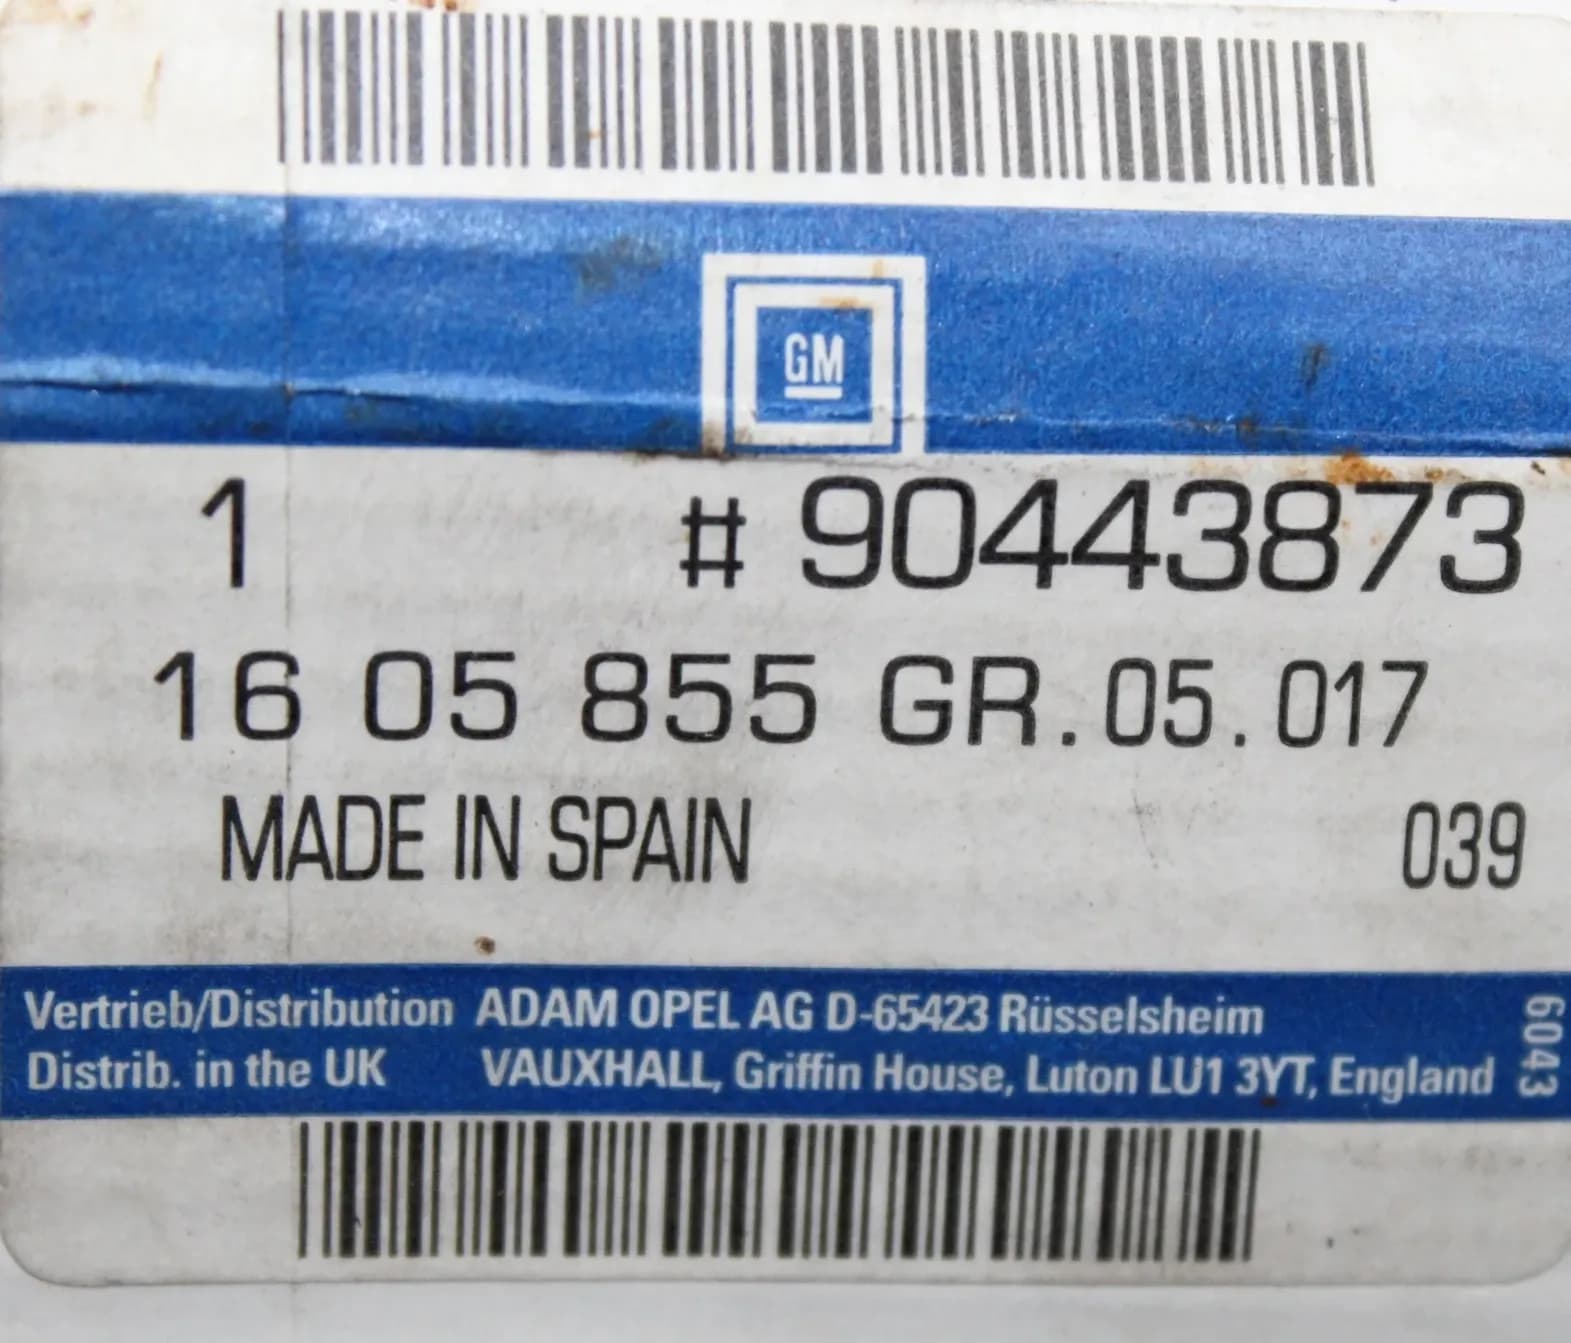 GM
1 # 90443873
16 05 855 GR. 05. 017
MADE IN SPAIN 039
Vertrieb/Distribution ADAM OPEL AG D-65423 Rüsselsheim
Distrib. in the UK VAUXHALL, Griffin House, Luton LU1 3YT, England
6043